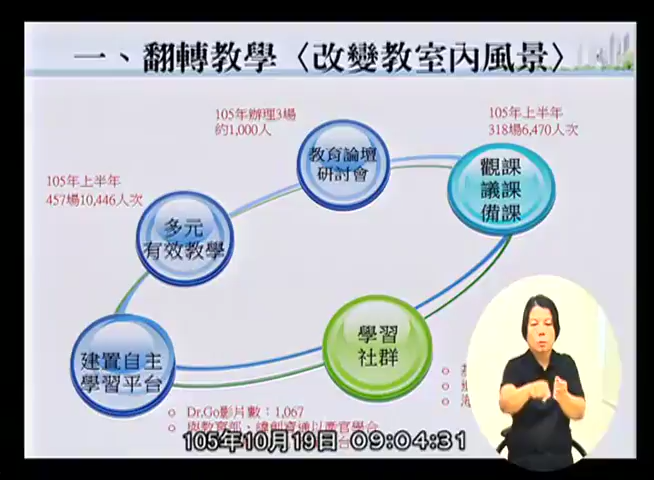 一、翻轉教學〈改變教室內風景〉
105年辦理3場
約1,000人
105年上半年
318場6,470人次
教育論壇
研討會
觀課
議課
備課
105年上半年
457場10,446人次
多元
有效教學
學習
社群
建置自主
學習平台
Dr.Go影片數：1,067
105年10月19日 09:04:31